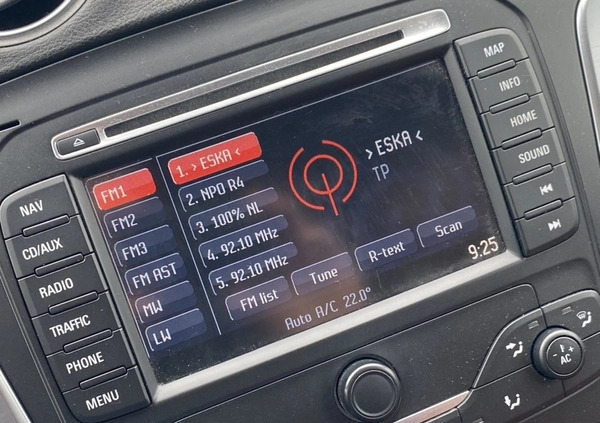 NAV
CD/AUX
RADIO
TRAFFIC
PHONE
MENU
FM1
FM2
FM3
FM AST
MW
LW
1. > ESKA <
2. NPO R4
3. 100% NL
4. 92.10 MHz
5. 92.10 MHz
> ESKA <
TP
FM list
Tune
R-text
Scan
9:25
Auto A/C 22.0°
MAP
INFO
HOME
SOUND
- +
AC